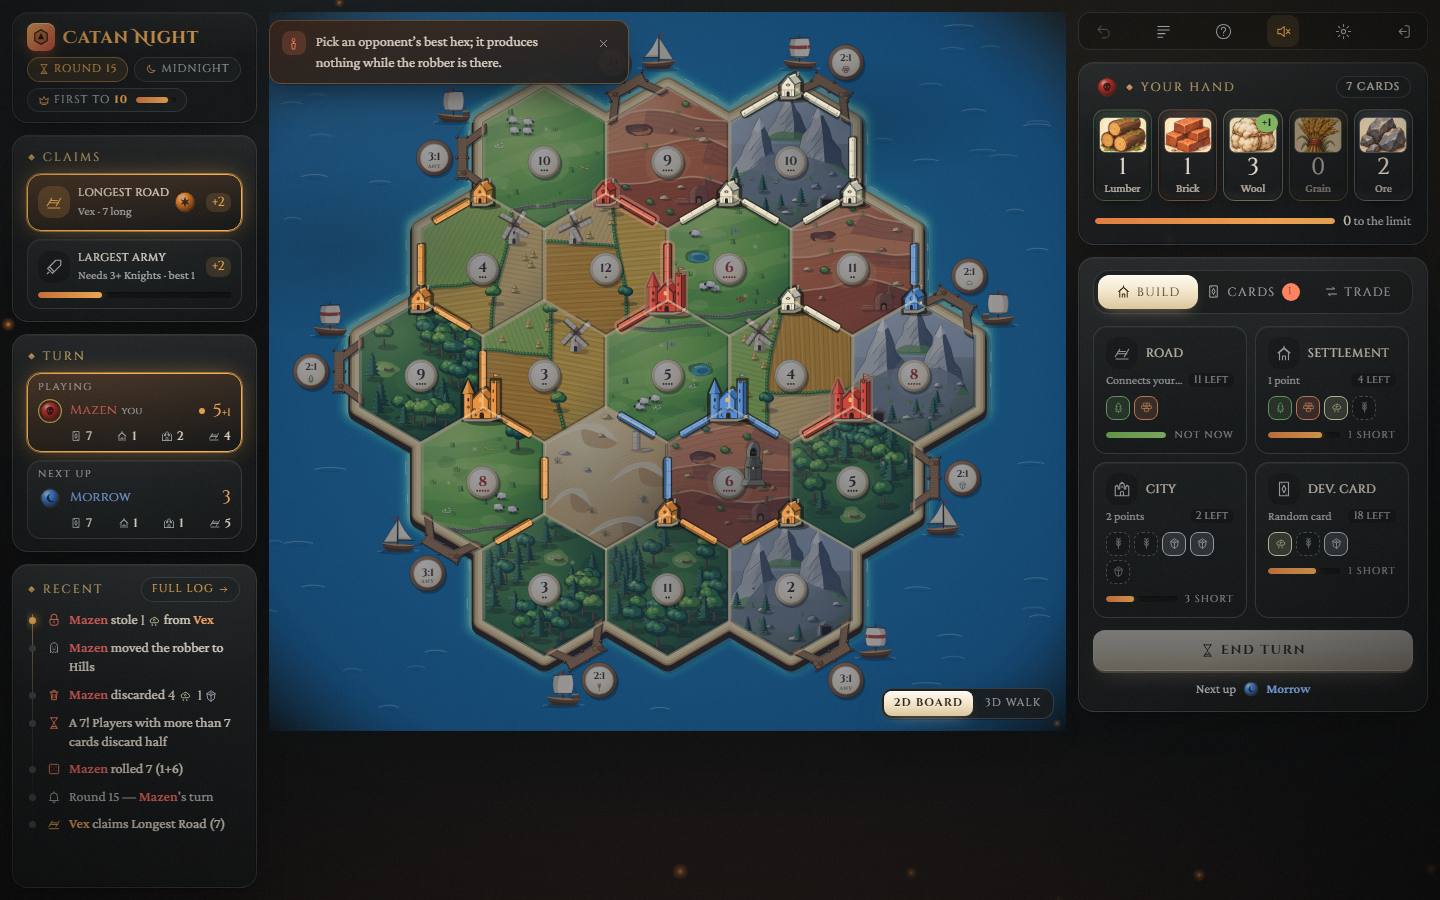 CATAN NIGHT
ROUND 15
MIDNIGHT
FIRST TO 10
CLAIMS
LONGEST ROAD
Vex · 7 long
+2
LARGEST ARMY
Needs 3+ Knights · best 1
+2
TURN
PLAYING
MAZEN YOU
5+1
7 1 2 4
NEXT UP
MORROW
3
7 1 1 5
RECENT
FULL LOG →
Mazen stole 1 from Vex
Mazen moved the robber to
Hills
Mazen discarded 4 1
A 7! Players with more than 7
cards discard half
Mazen rolled 7 (1+6)
Round 15 — Mazen's turn
Vex claims Longest Road (7)
Pick an opponent's best hex; it produces
nothing while the robber is there.
2:1
3:1
ANY
10
9
10
4
12
6
11
2:1
2:1
9
3
5
4
8
8
6
5
2:1
3:1
ANY
3
11
2
2:1
3:1
ANY
2D BOARD
3D WALK
YOUR HAND
7 CARDS
+1
1
1
3
0
2
Lumber
Brick
Wool
Grain
Ore
0 to the limit
BUILD
CARDS 1
TRADE
ROAD
Connects your...
11 LEFT
NOT NOW
SETTLEMENT
1 point
4 LEFT
1 SHORT
CITY
2 points
2 LEFT
3 SHORT
DEV. CARD
Random card
18 LEFT
1 SHORT
END TURN
Next up Morrow